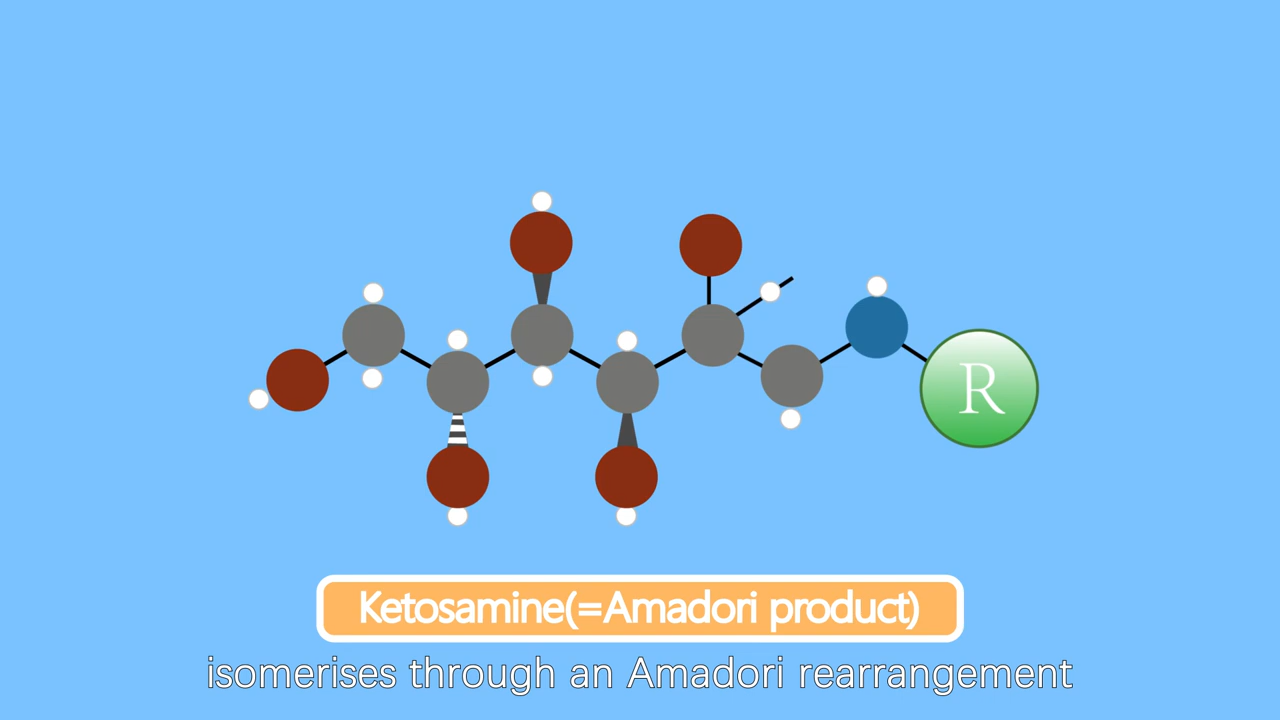 R
Ketosamine(=Amadori product)
isomerises through an Amadori rearrangement